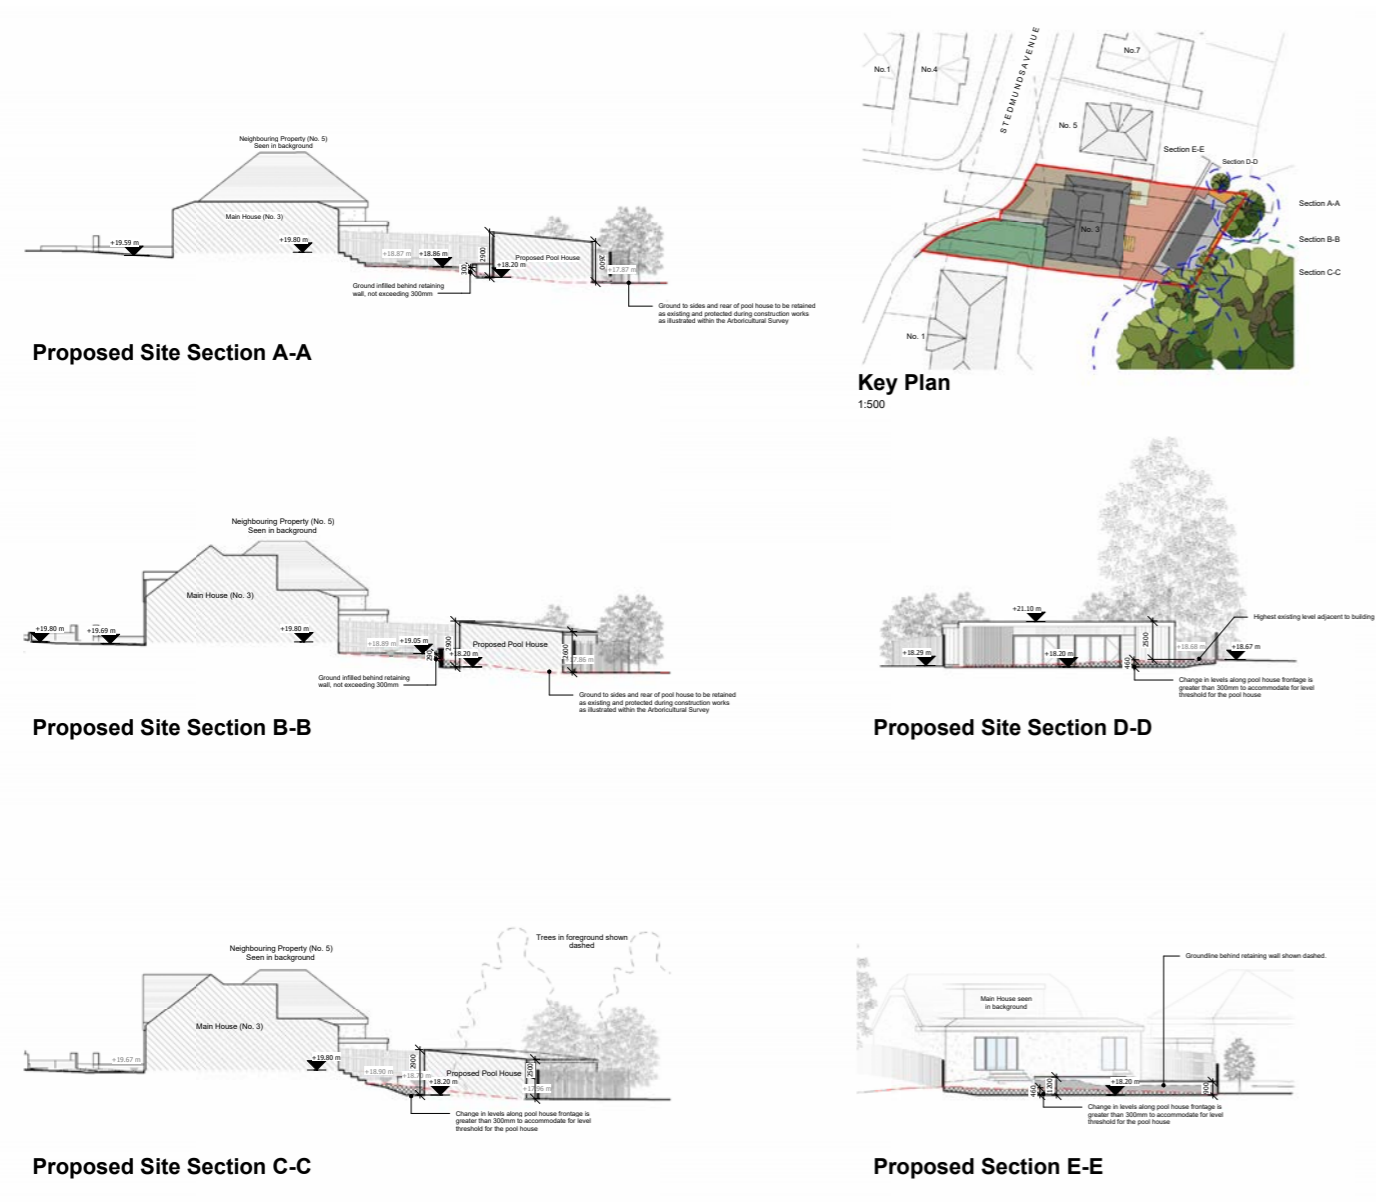 Neighbouring Property (No. 5)
Seen in background
Main House (No. 3)
+19.59 m
+19.80 m
+18.87 m
+18.86 m
300
2900
+18.20 m
Proposed Pool House
+17.87 m
Ground infilled behind retaining
wall, not exceeding 300mm
Ground to sides and rear of pool house to be retained
as existing and protected during construction works
as illustrated within the Arboricultural Survey
Proposed Site Section A-A
No.1
No.4
STEDMUNDSAVENUE
No.7
No. 5
Section E-E
Section D-D
Section A-A
No. 3
Section B-B
Section C-C
No. 1
Key Plan
1:500
Neighbouring Property (No. 5)
Seen in background
Main House (No. 3)
+19.80 m
+19.69 m
+19.80 m
+18.89 m
+19.05 m
290
2900
+18.20 m
Proposed Pool House
2600
17.86 m
Ground infilled behind retaining
wall, not exceeding 300mm
Ground to sides and rear of pool house to be retained
as existing and protected during construction works
as illustrated within the Arboricultural Survey
Proposed Site Section B-B
+21.10 m
Highest existing level adjacent to building
2500
+18.29 m
+18.20 m
460
+18.68 m
+18.67 m
Change in levels along pool house frontage is
greater than 300mm to accommodate for level
threshold for the pool house
Proposed Site Section D-D
Neighbouring Property (No. 5)
Seen in background
Trees in foreground shown
dashed
Main House (No. 3)
+19.67 m
+19.80 m
+18.90 m
2900
+18.20 m
Proposed Pool House
2500
Change in levels along pool house frontage is
greater than 300mm to accommodate for level
threshold for the pool house
Proposed Site Section C-C
Groundline behind retaining wall shown dashed.
Main House seen
in background
460
1200
+18.20 m
900
Change in levels along pool house frontage is
greater than 300mm to accommodate for level
threshold for the pool house
Proposed Section E-E